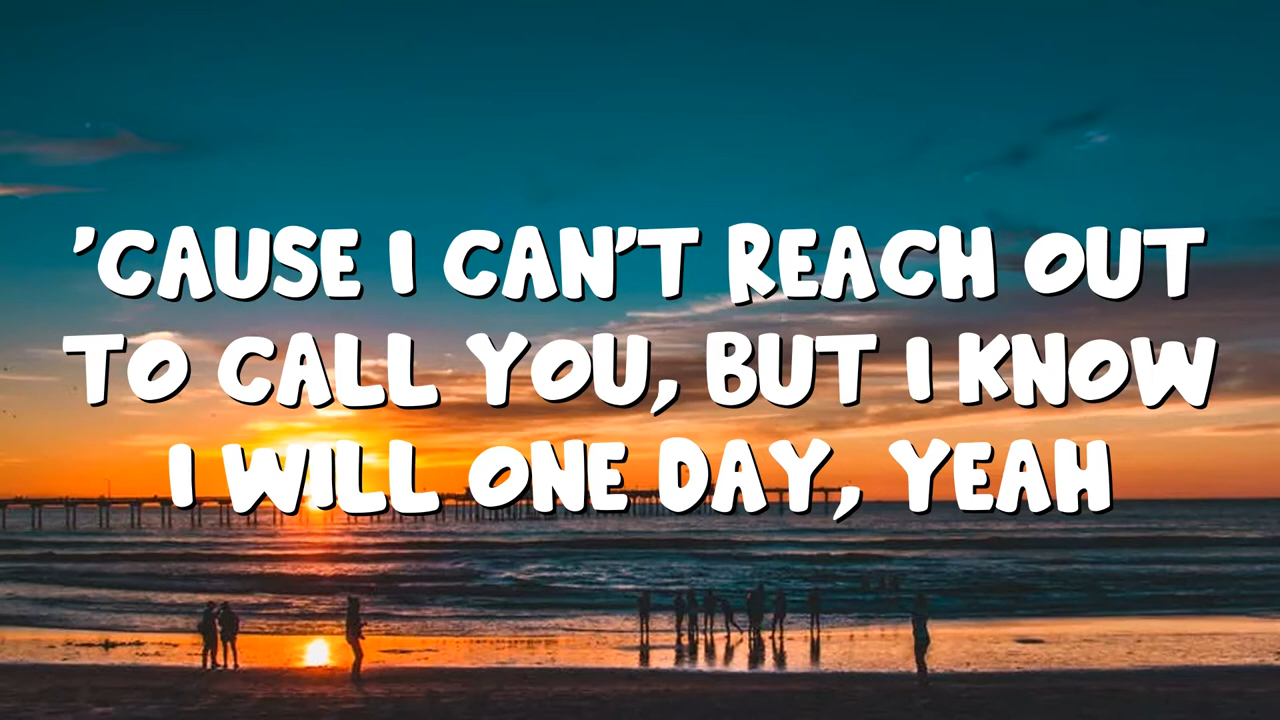 'CAUSE I CAN'T REACH OUT
TO CALL YOU, BUT I KNOW
I WILL ONE DAY, YEAH